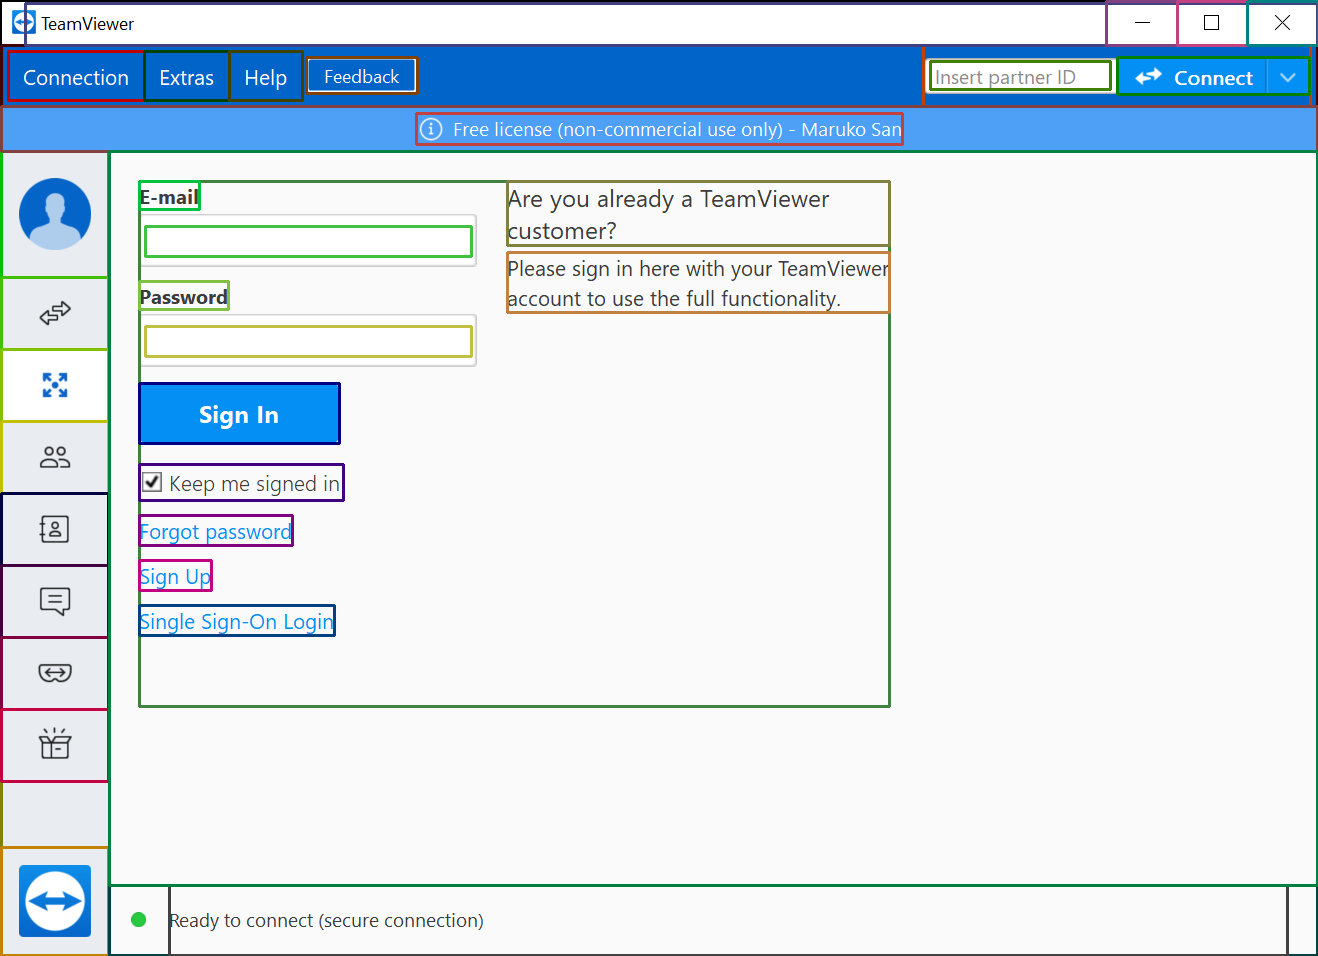 TeamViewer
Connection Extras Help Feedback Insert partner ID Connect
Free license (non-commercial use only) - Maruko San
E-mail
Password
Sign In
Keep me signed in
Forgot password
Sign Up
Single Sign-On Login
Are you already a TeamViewer
customer?
Please sign in here with your TeamViewer
account to use the full functionality.
Ready to connect (secure connection)